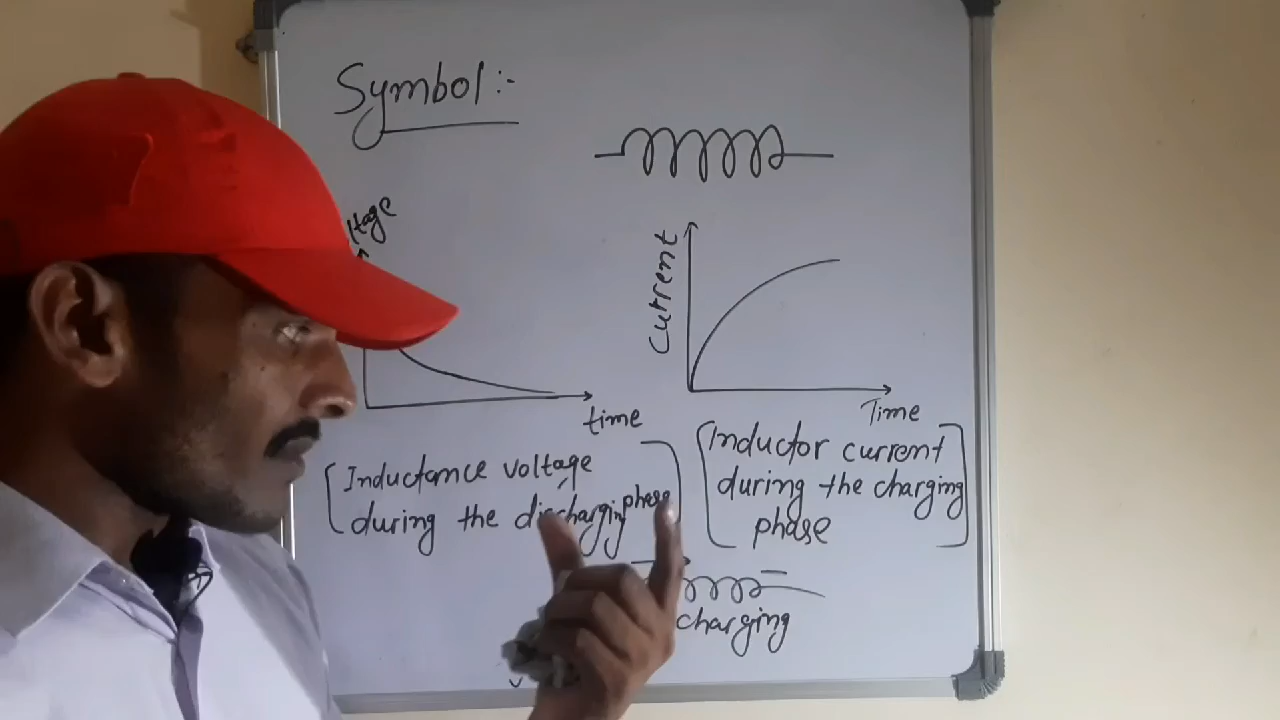 Symbol:-
ltage
time
Inductance voltage
during the discharging phase
Current
Time
Inductor current
during the charging
phase
charging